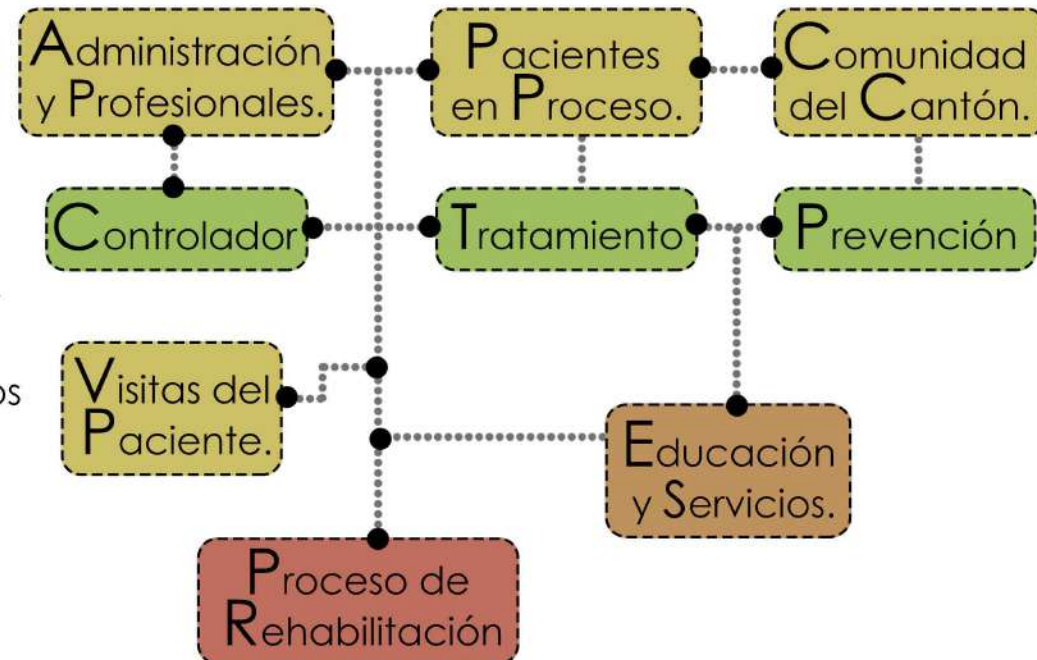 Administración
y Profesionales.
Pacientes
en Proceso.
Comunidad
del Cantón.
Controlador
Tratamiento
Prevención
Visitas del
Paciente.
Educación
y Servicios.
Proceso de
Rehabilitación